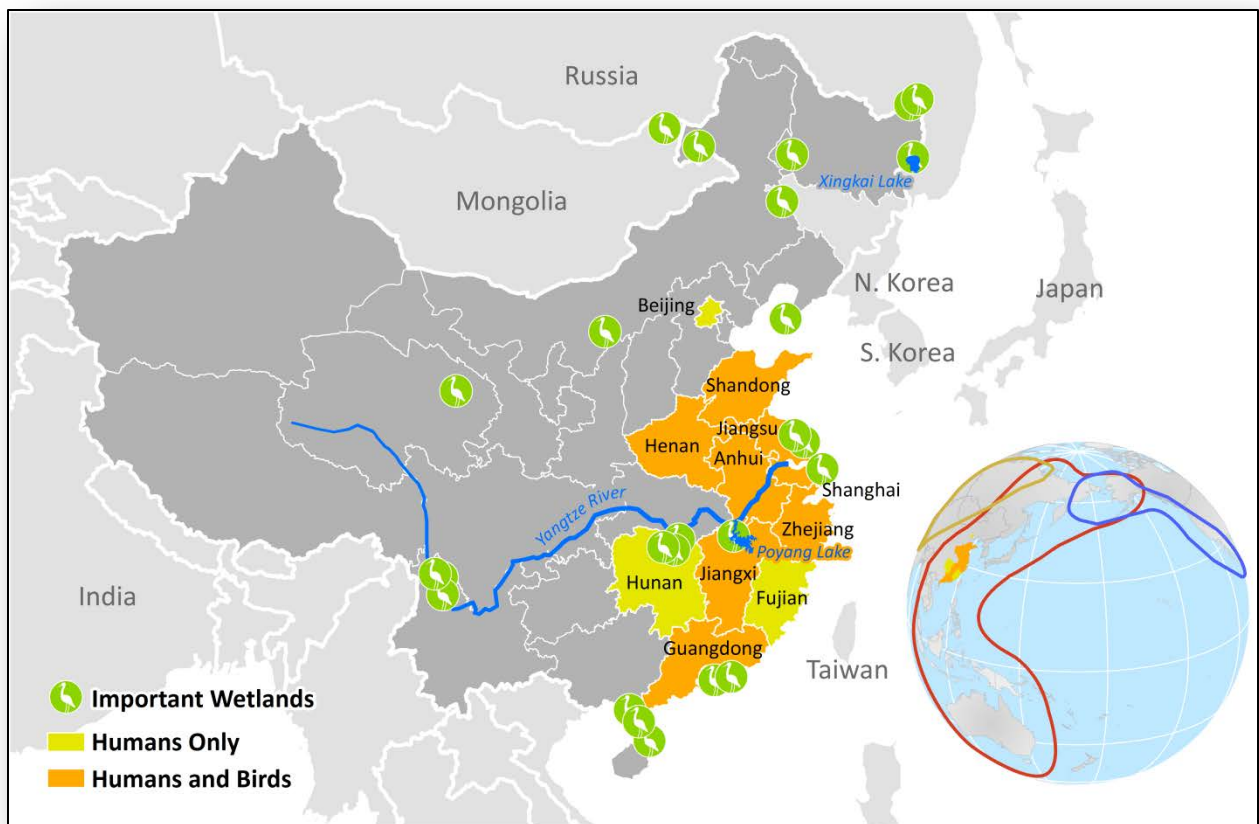 Russia
Xingkai Lake
Mongolia
Beijing
N. Korea
Japan
S. Korea
Shandong
Jiangsu
Henan
Anhui
Shanghai
Yangtze River
Zhejiang
Poyang Lake
Hunan
Jiangxi
India
Fujian
Guangdong
Taiwan
Important Wetlands
Humans Only
Humans and Birds